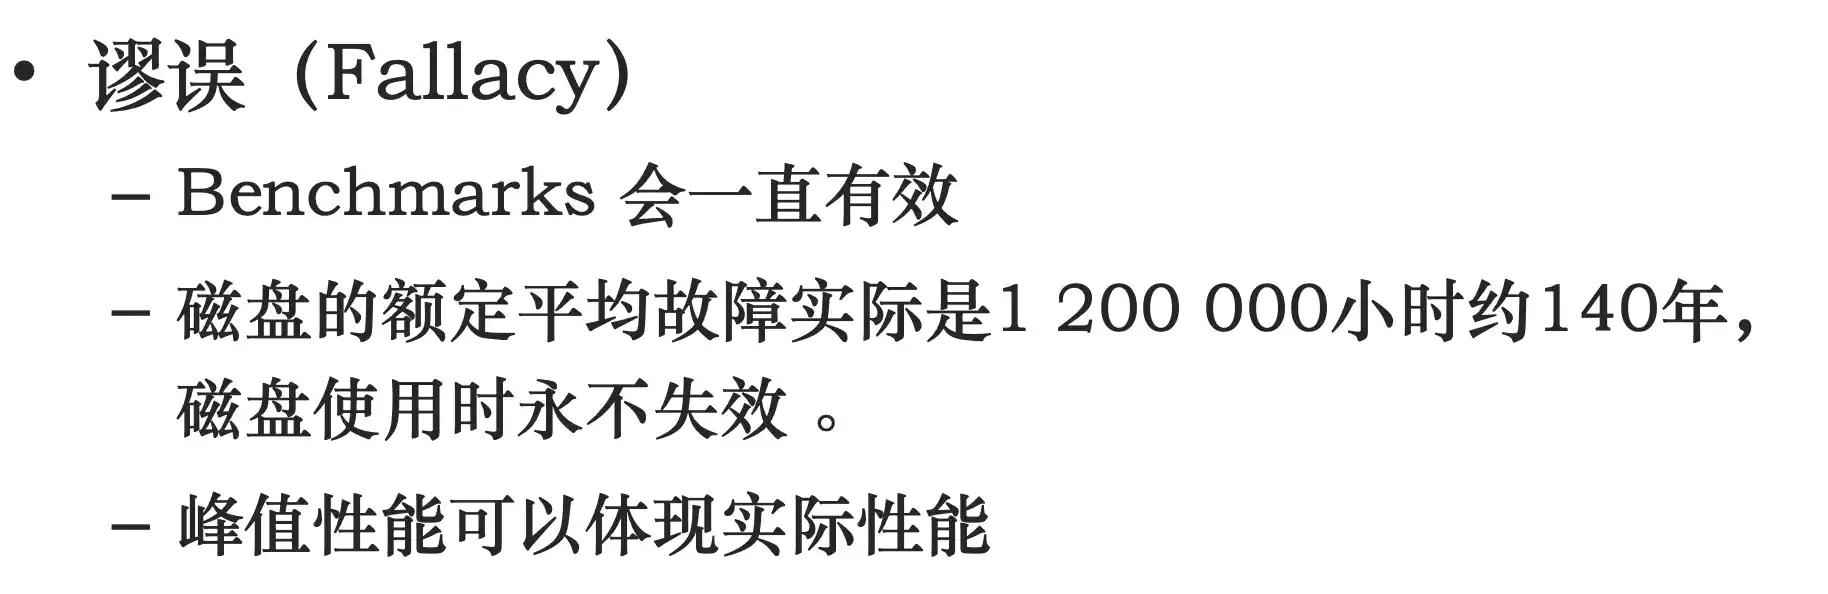 • 谬误（Fallacy）
– Benchmarks 会一直有效
– 磁盘的额定平均故障实际是1 200 000小时约140年，
磁盘使用时永不失效 。
– 峰值性能可以体现实际性能